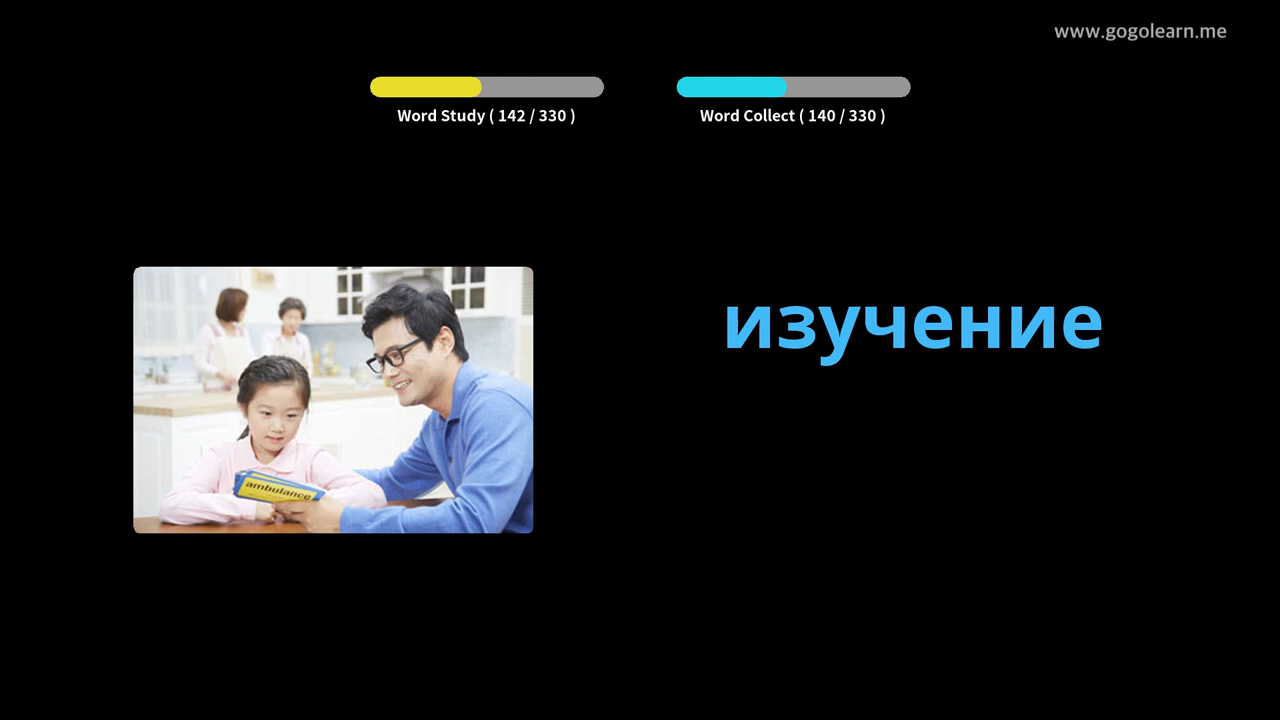 www.gogolearn.me
Word Study ( 142 / 330 )
Word Collect ( 140 / 330 )
изучение
ambulance